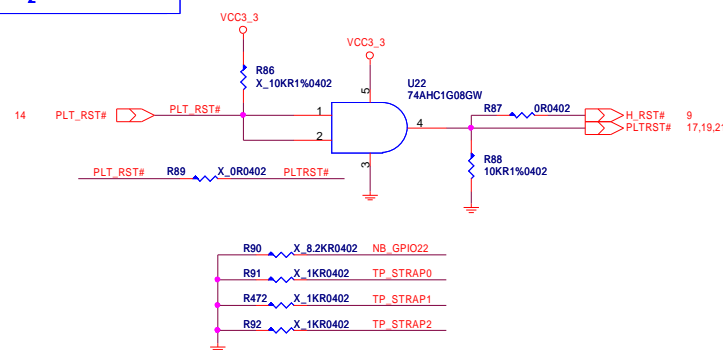 2
VCC3_3
VCC3_3
R86
X_10KR1%0402
U22
74AHC1G08GW
5
14 PLT_RST# PLT_RST# 1
2
4
3
R87 0R0402 H_RST# 9
PLTRST# 17,19,21
PLT_RST# R89 X_0R0402 PLTRST#
R88
10KR1%0402
R90 X_8.2KR0402 NB_GPIO22
R91 X_1KR0402 TP_STRAP0
R472 X_1KR0402 TP_STRAP1
R92 X_1KR0402 TP_STRAP2